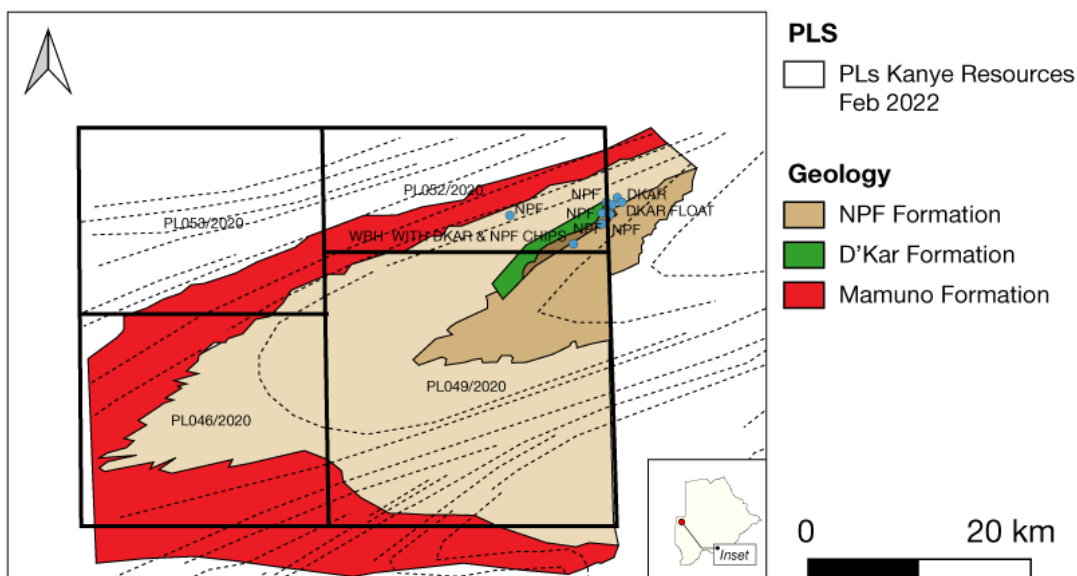 PLS
PLs Kanye Resources
Feb 2022
Geology
NPF Formation
D'Kar Formation
Mamuno Formation
PL052/2020
PL053/2020
NPF
DKAR
NPF
NPF
DKAR FLOAT
NPF
NPF
WBH WITH DKAR & NPF CHIPS
PL049/2020
PL046/2020
Inset
0 20 km